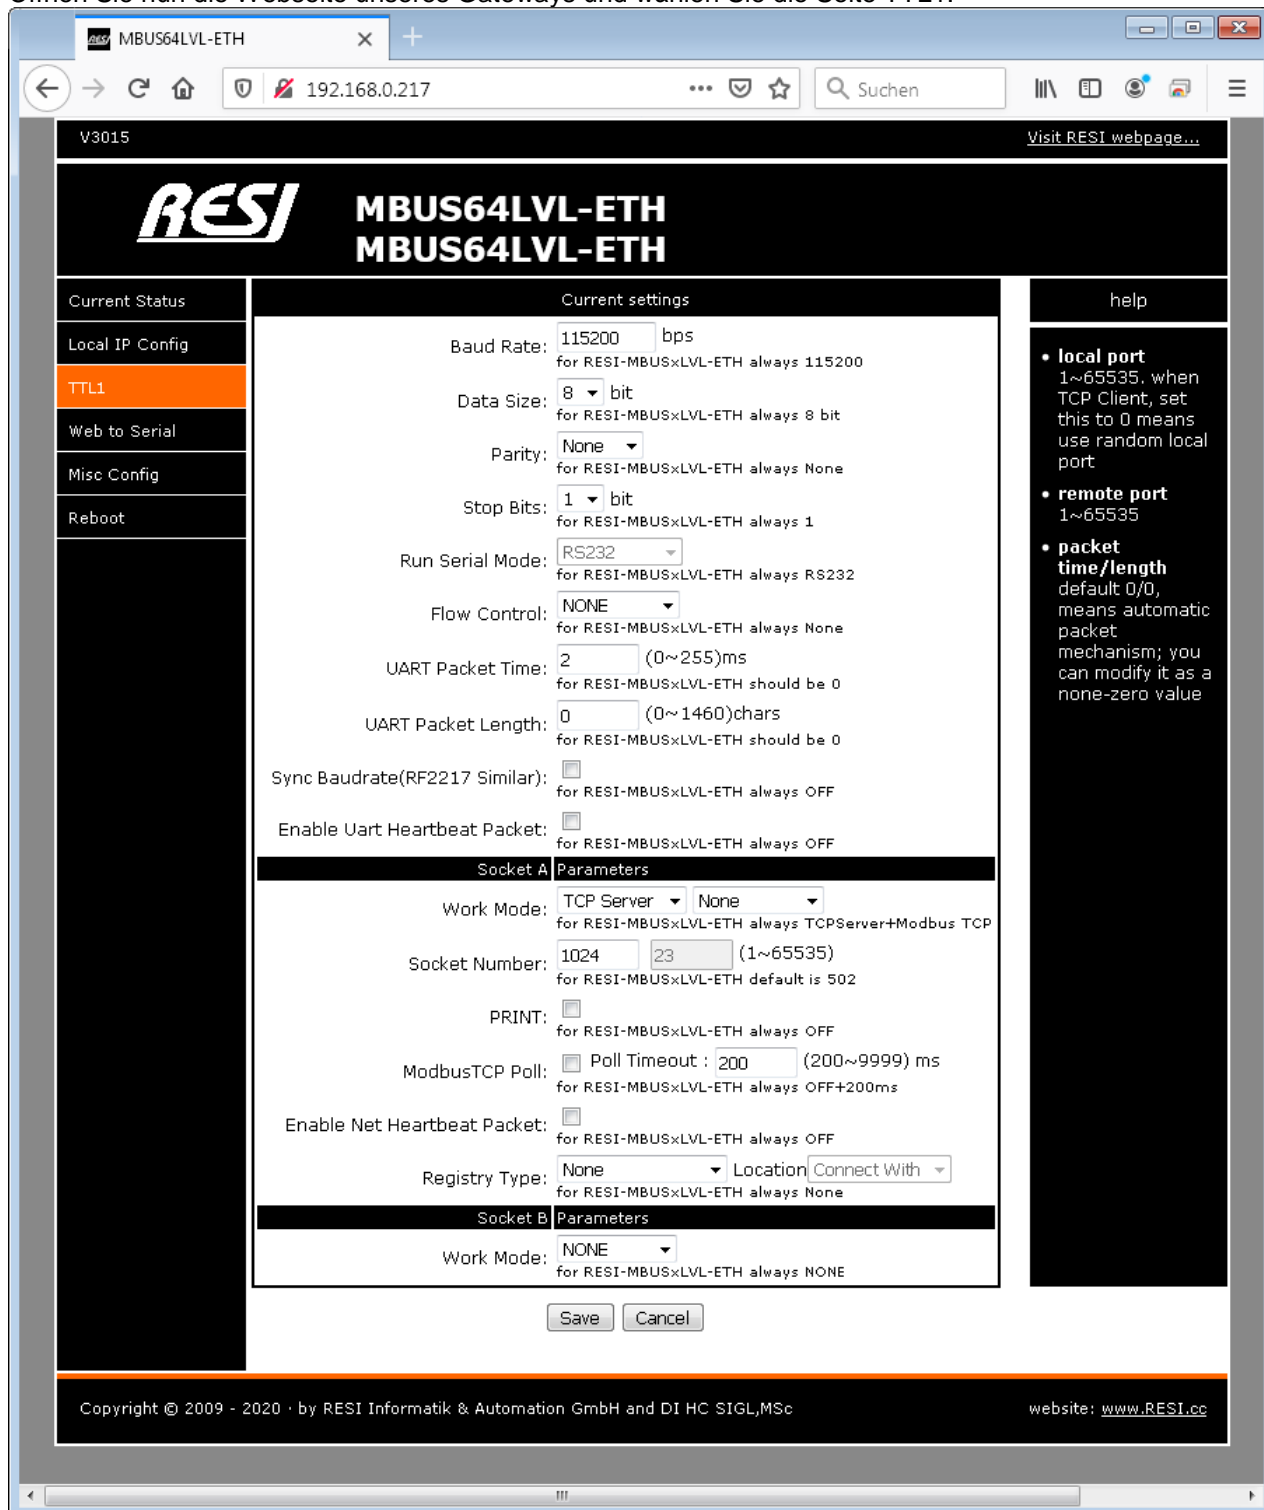 Öffnen Sie nun die Webseite unseres Gateways und wählen Sie die Seite TTL1:
RESI MBUS64LVL-ETH
192.168.0.217
Suchen
V3015
Visit RESI webpage...
RESI
MBUS64LVL-ETH
MBUS64LVL-ETH
Current Status
Local IP Config
TTL1
Web to Serial
Misc Config
Reboot
Current settings
Baud Rate: 115200 bps
for RESI-MBUSxLVL-ETH always 115200
Data Size: 8 bit
for RESI-MBUSxLVL-ETH always 8 bit
Parity: None
for RESI-MBUSxLVL-ETH always None
Stop Bits: 1 bit
for RESI-MBUSxLVL-ETH always 1
Run Serial Mode: RS232
for RESI-MBUSxLVL-ETH always RS232
Flow Control: NONE
for RESI-MBUSxLVL-ETH always None
UART Packet Time: 2 (0~255)ms
for RESI-MBUSxLVL-ETH should be 0
UART Packet Length: 0 (0~1460)chars
for RESI-MBUSxLVL-ETH should be 0
Sync Baudrate(RF2217 Similar):
for RESI-MBUSxLVL-ETH always OFF
Enable Uart Heartbeat Packet:
for RESI-MBUSxLVL-ETH always OFF
Socket A Parameters
Work Mode: TCP Server None
for RESI-MBUSxLVL-ETH always TCPServer+Modbus TCP
Socket Number: 1024 23 (1~65535)
for RESI-MBUSxLVL-ETH default is 502
PRINT:
for RESI-MBUSxLVL-ETH always OFF
ModbusTCP Poll: Poll Timeout : 200 (200~9999) ms
for RESI-MBUSxLVL-ETH always OFF+200ms
Enable Net Heartbeat Packet:
for RESI-MBUSxLVL-ETH always OFF
Registry Type: None Location Connect With
for RESI-MBUSxLVL-ETH always None
Socket B Parameters
Work Mode: NONE
for RESI-MBUSxLVL-ETH always NONE
Save Cancel
help
• local port
1~65535. when
TCP Client, set
this to 0 means
use random local
port
• remote port
1~65535
• packet
time/length
default 0/0,
means automatic
packet
mechanism; you
can modify it as a
none-zero value
Copyright © 2009 - 2020 · by RESI Informatik & Automation GmbH and DI HC SIGL,MSc
website: www.RESI.cc